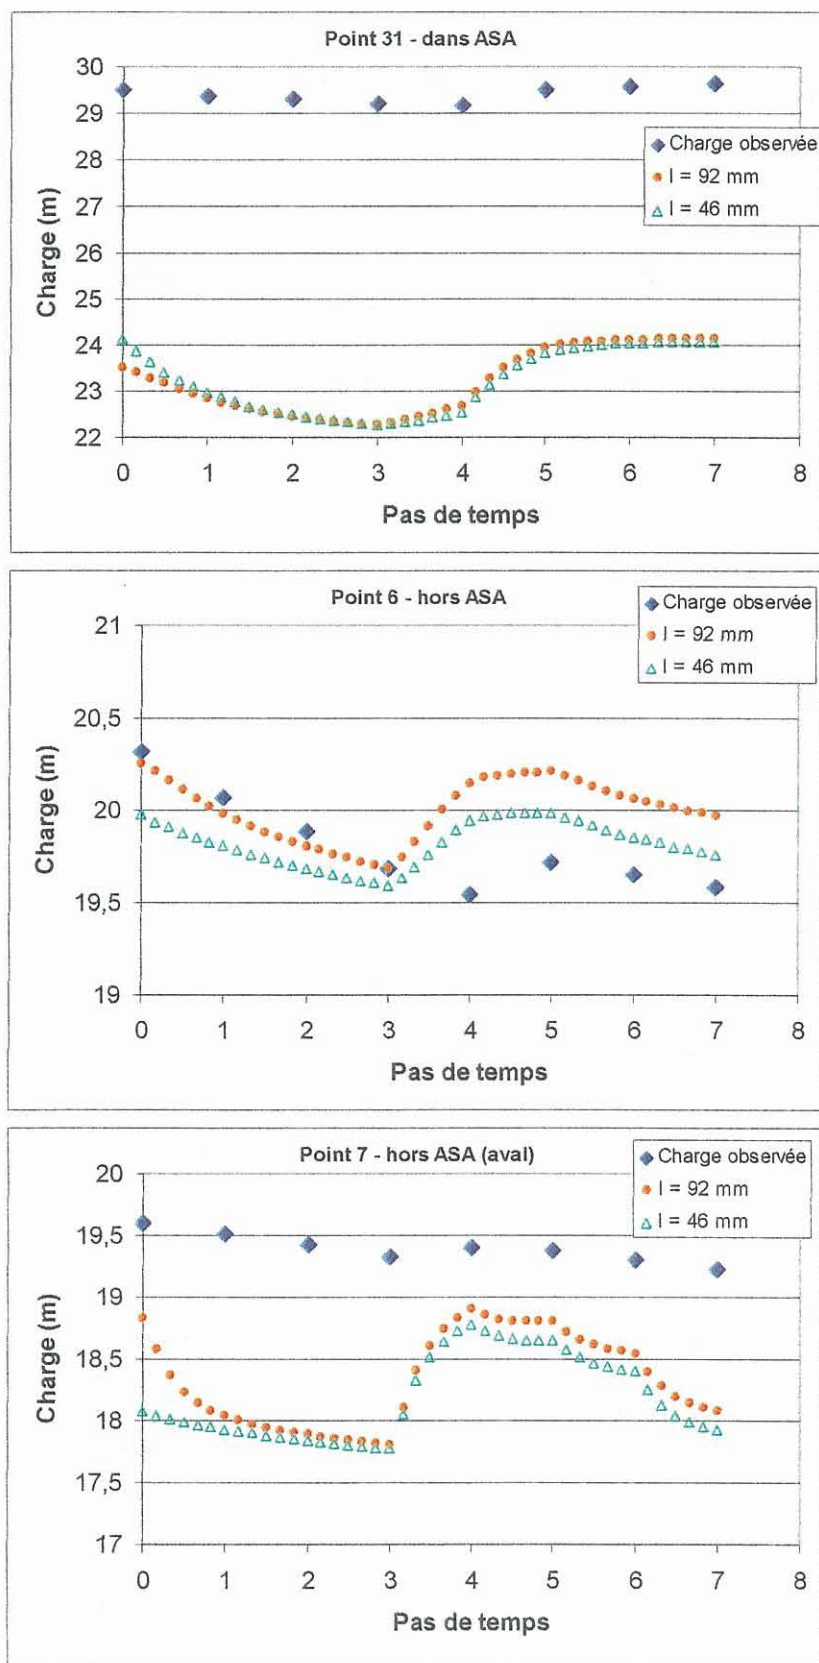 Point 31 - dans ASA
30
29
28
27
26
25
24
23
22
Charge (m)
Charge observée
I = 92 mm
I = 46 mm
0 1 2 3 4 5 6 7 8
Pas de temps
Point 6 - hors ASA
21
20,5
20
19,5
19
Charge (m)
Charge observée
I = 92 mm
I = 46 mm
0 1 2 3 4 5 6 7 8
Pas de temps
Point 7 - hors ASA (aval)
20
19,5
19
18,5
18
17,5
17
Charge (m)
Charge observée
I = 92 mm
I = 46 mm
0 1 2 3 4 5 6 7 8
Pas de temps